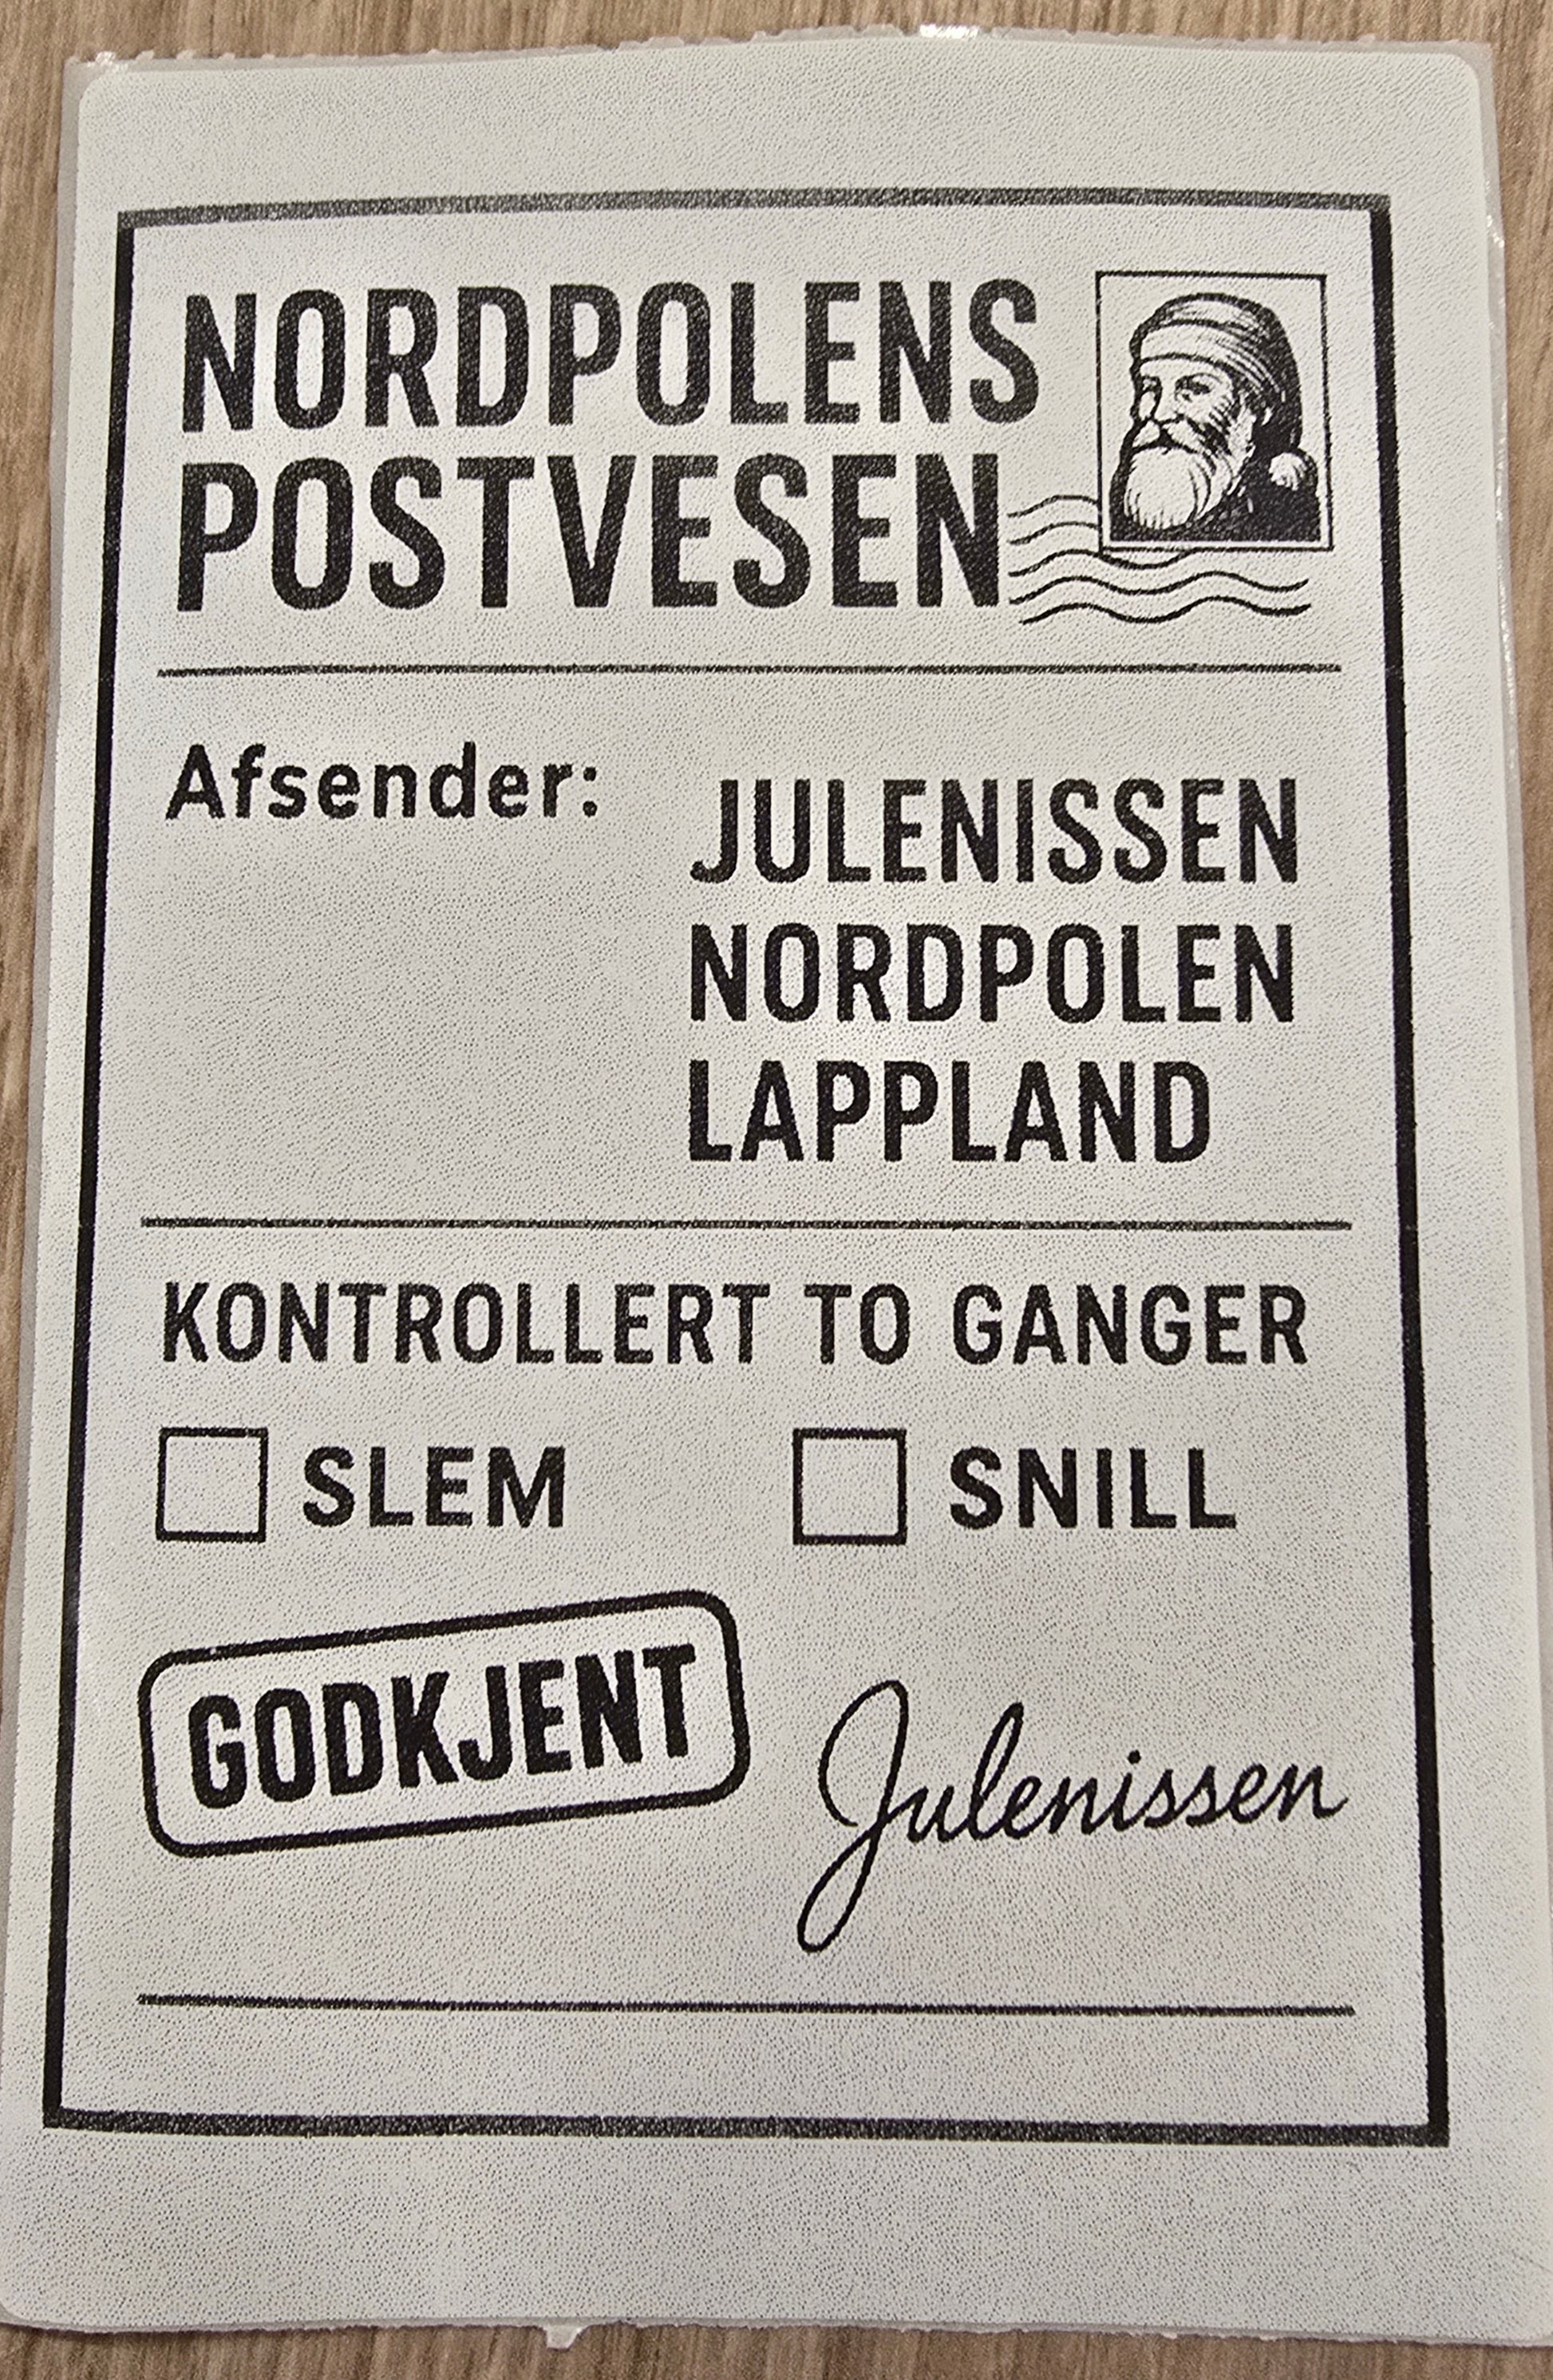 NORDPOLENS
POSTVESEN
Afsender:
JULENISSEN
NORDPOLEN
LAPPLAND
KONTROLLERT TO GANGER
SLEM
SNILL
GODKJENT
Julenissen